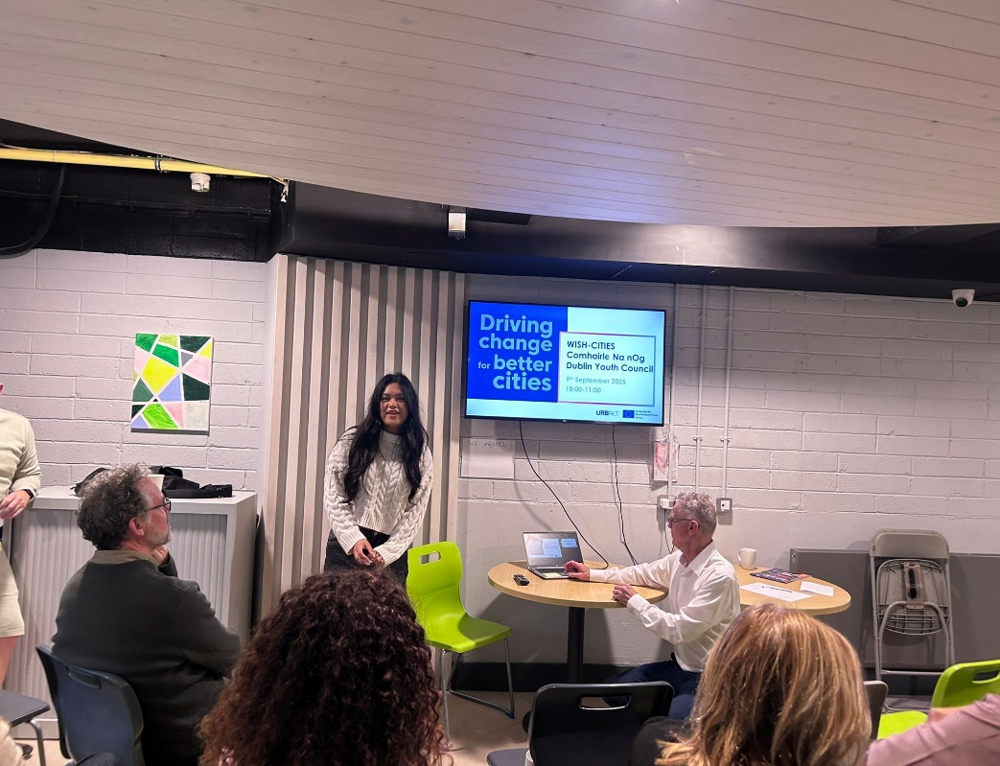 Driving
change
for better
cities
WISH-CITIES
Comhairle Na nOg
Dublin Youth Council
9th September 2025
10:00-11:00
URBACT